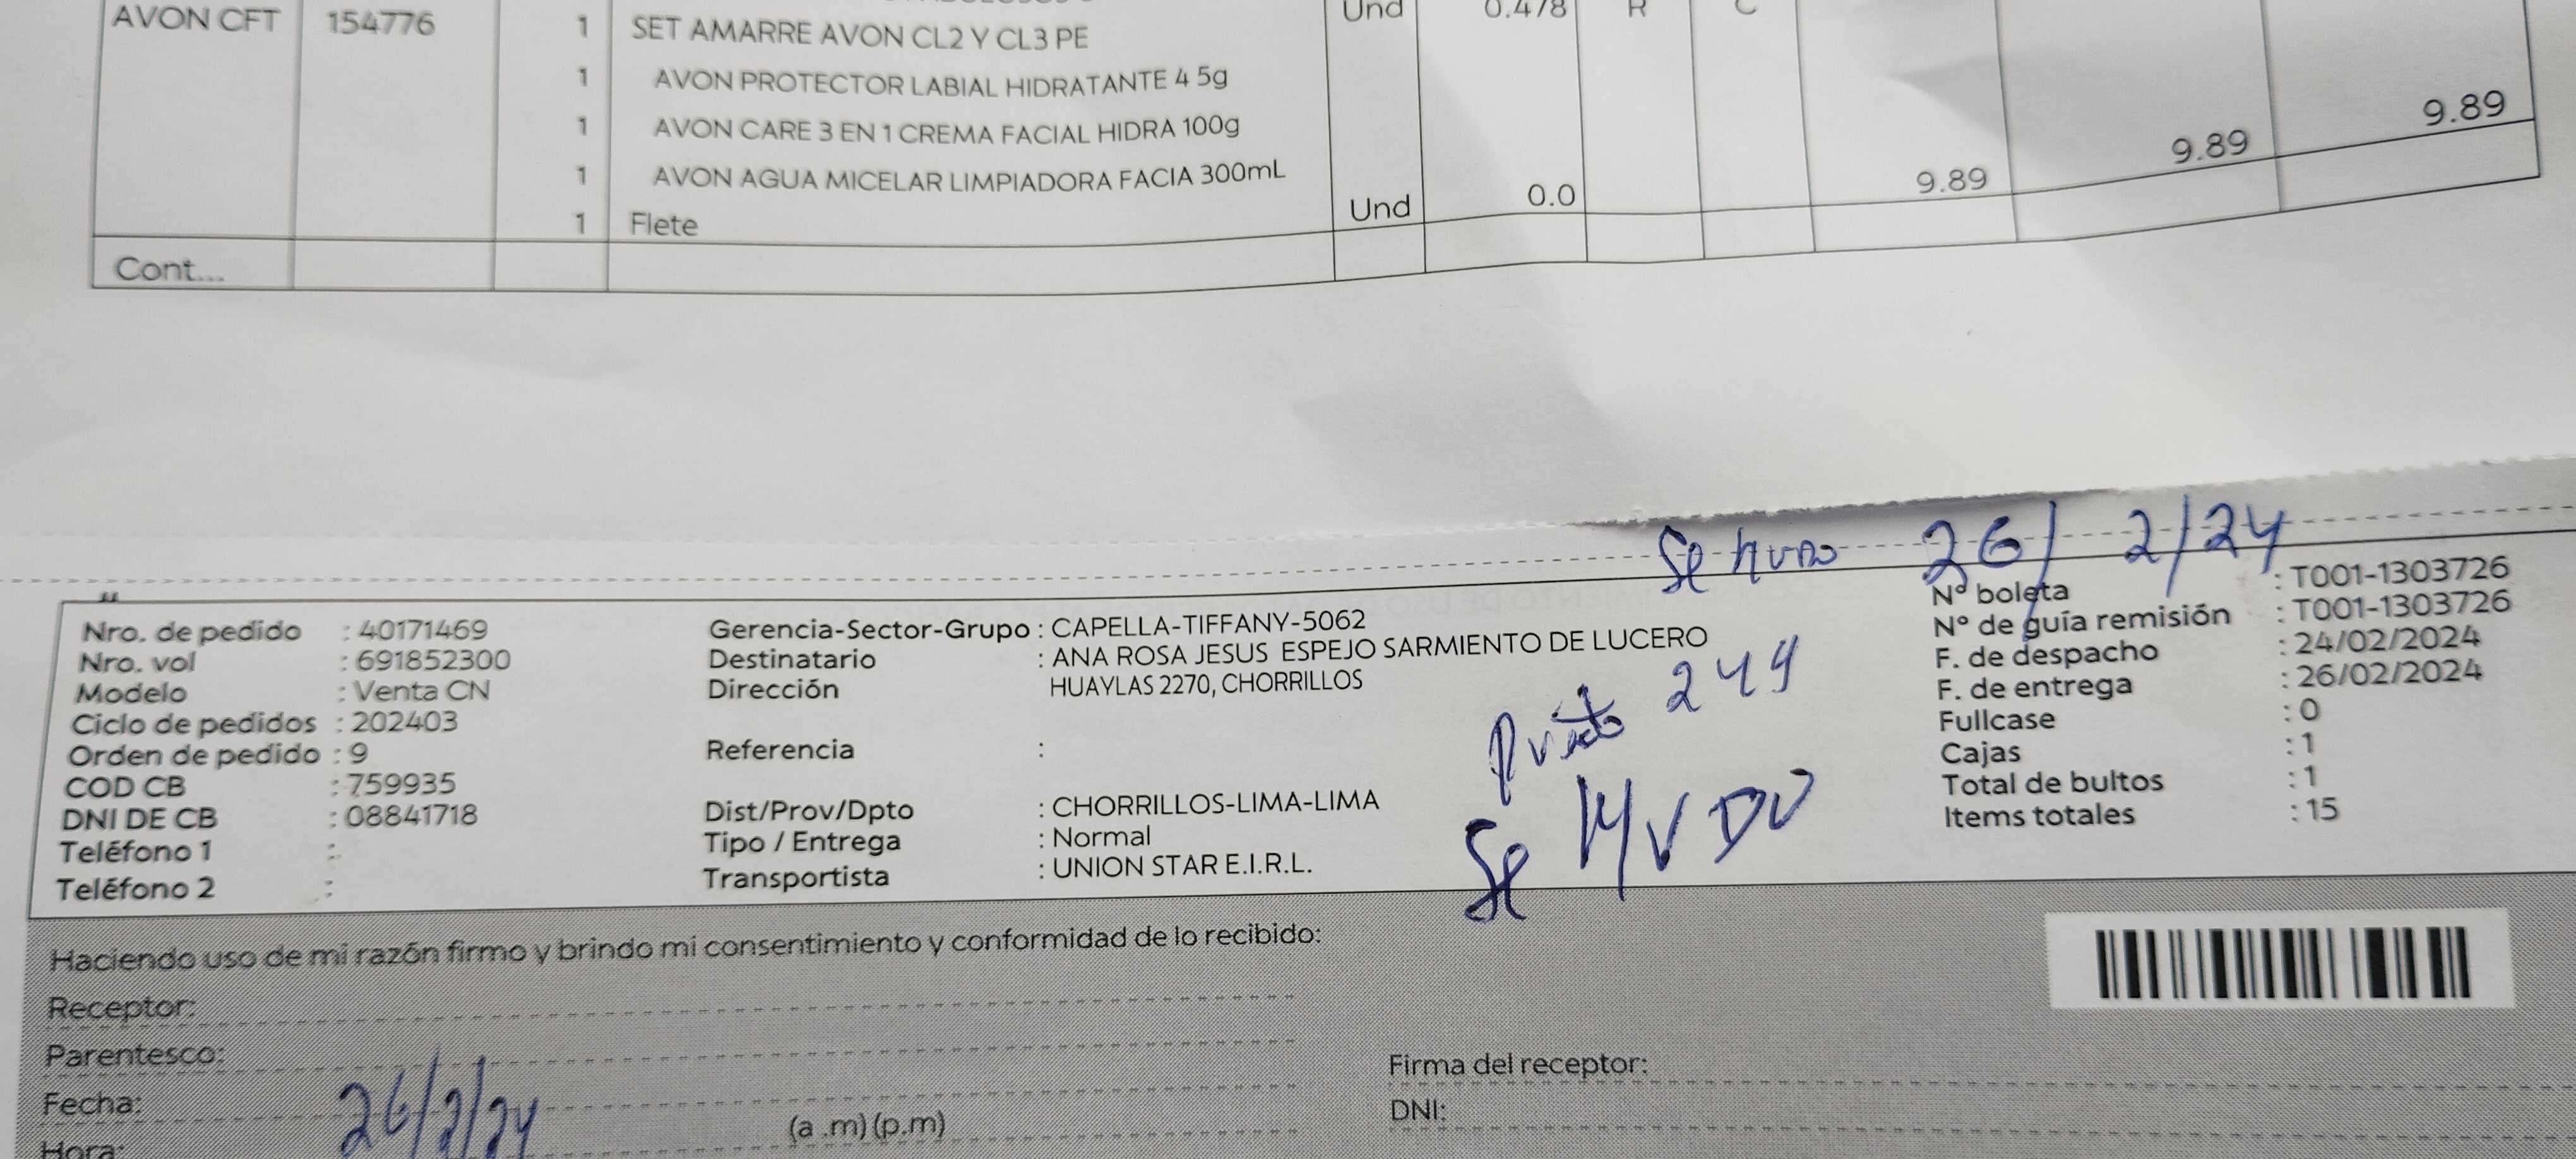 Und 0.478 R C
AVON CFT 154776 1 SET AMARRE AVON CL2 Y CL3 PE
1 AVON PROTECTOR LABIAL HIDRATANTE 4 5g
1 AVON CARE 3 EN 1 CREMA FACIAL HIDRA 100g
1 AVON AGUA MICELAR LIMPIADORA FACIA 300mL
1 Flete Und 0.0 9.89 9.89 9.89
Cont...
Se 26/2/24
Nro. de pedido : 40171469
Nro. vol : 691852300
Modelo : Venta CN
Ciclo de pedidos : 202403
Orden de pedido : 9
COD CB : 759935
DNI DE CB : 08841718
Teléfono 1 :
Teléfono 2 :
Gerencia-Sector-Grupo : CAPELLA-TIFFANY-5062
Destinatario : ANA ROSA JESUS ESPEJO SARMIENTO DE LUCERO
Dirección HUAYLAS 2270, CHORRILLOS
Referencia :
Dist/Prov/Dpto : CHORRILLOS-LIMA-LIMA
Tipo / Entrega : Normal
Transportista : UNION STAR E.I.R.L.
Se
N° boleta : T001-1303726
N° de guía remisión : T001-1303726
F. de despacho : 24/02/2024
F. de entrega : 26/02/2024
Fullcase : 0
Cajas : 1
Total de bultos : 1
Items totales : 15
Haciendo uso de mi razón firmo y brindo mi consentimiento y conformidad de lo recibido:
Receptor:
Parentesco:
Fecha: 26/2/24
Hora: (a .m) (p.m)
Firma del receptor:
DNI: